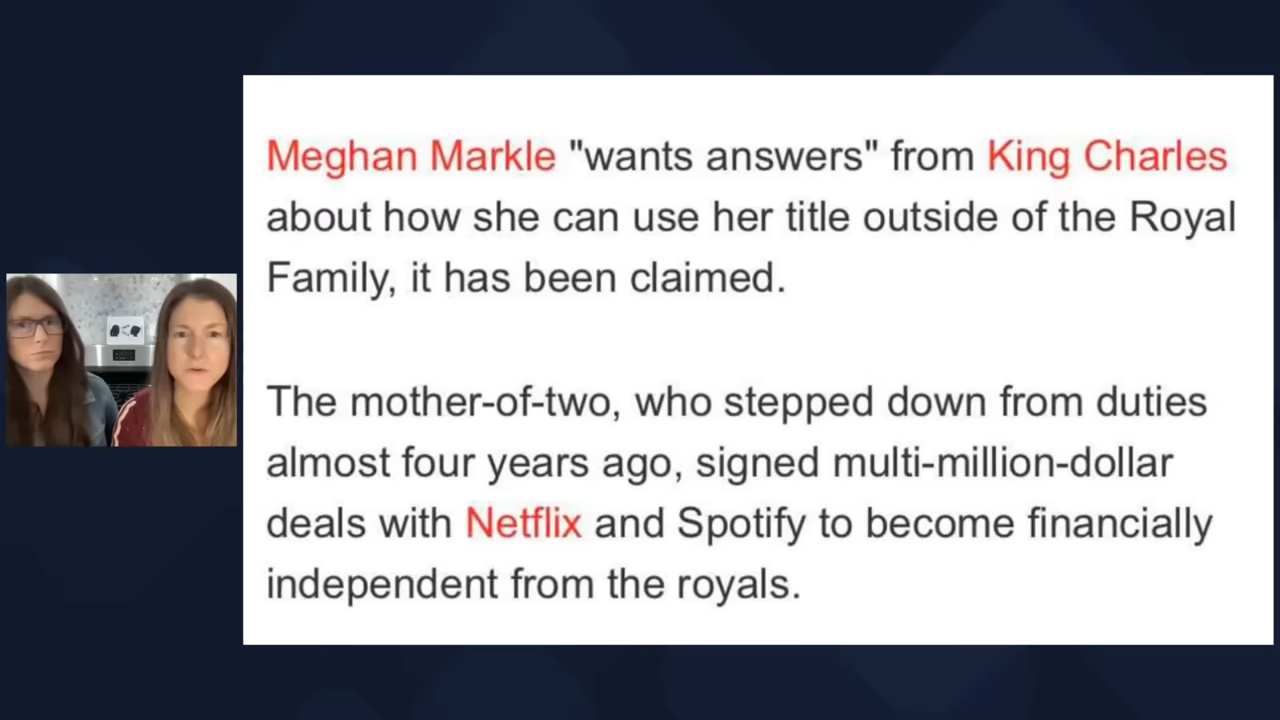 Meghan Markle "wants answers" from King Charles
about how she can use her title outside of the Royal
Family, it has been claimed.
The mother-of-two, who stepped down from duties
almost four years ago, signed multi-million-dollar
deals with Netflix and Spotify to become financially
independent from the royals.